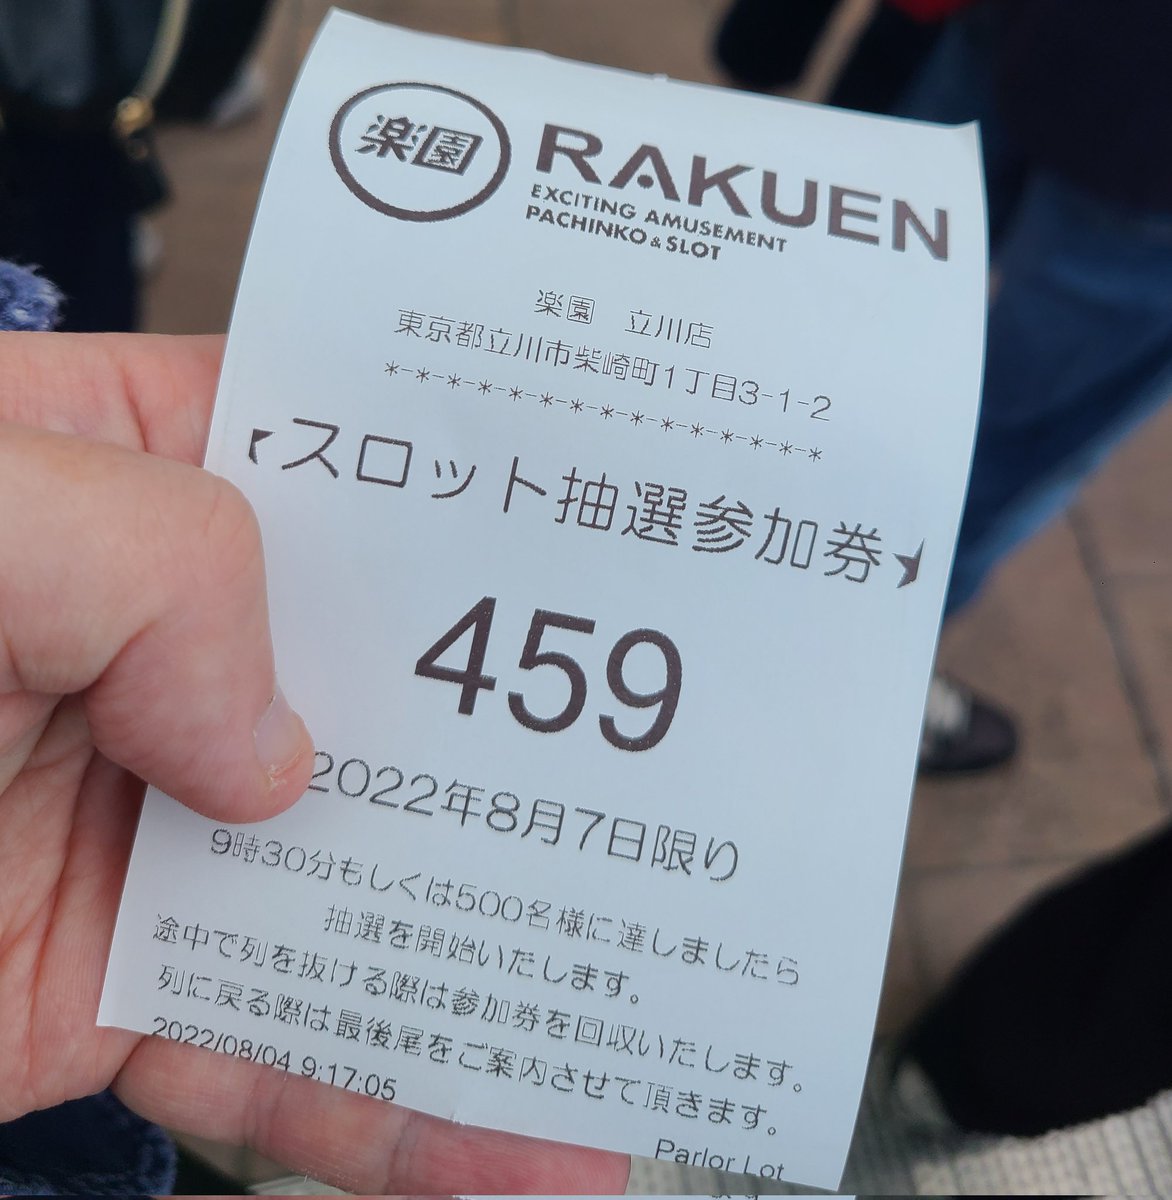 楽園
RAKUEN
EXCITING AMUSEMENT
PACHINKO & SLOT
楽園 立川店
東京都立川市柴崎町1丁目3-1-2
*-*-*-*-*-*-*-*-*-*-*-*-*-*-*
スロット抽選参加券
459
2022年8月7日限り
9時30分もしくは500名様に達しましたら
抽選を開始いたします。
途中で列を抜ける際は参加券を回収いたします。
列に戻る際は最後尾をご案内させて頂きます。
2022/08/04 9:17:05
Parlor Lot